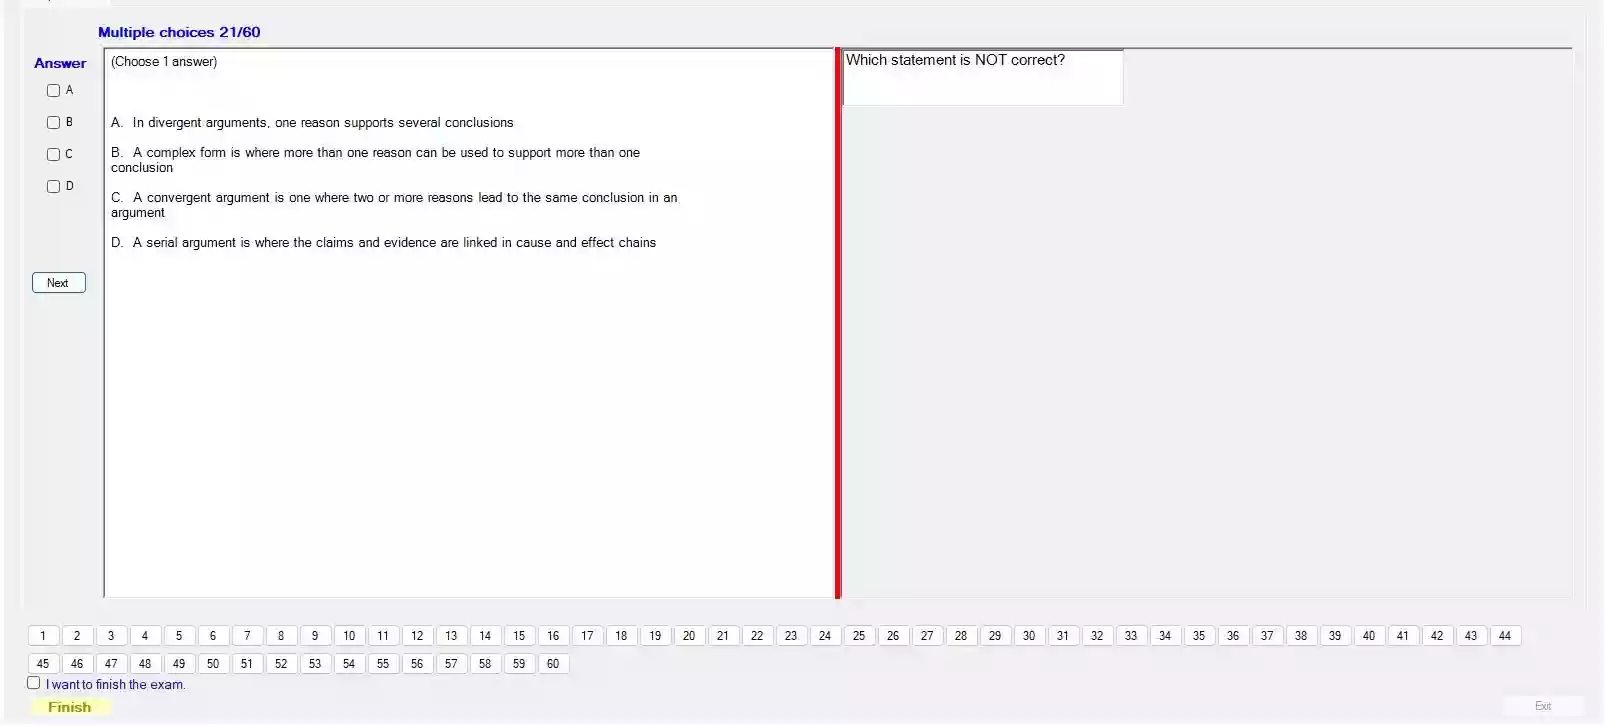 Multiple choices 21/60
Answer
(Choose 1 answer)
Which statement is NOT correct?
A
B
C
D
A. In divergent arguments, one reason supports several conclusions
B. A complex form is where more than one reason can be used to support more than one
conclusion
C. A convergent argument is one where two or more reasons lead to the same conclusion in an
argument
D. A serial argument is where the claims and evidence are linked in cause and effect chains
Next
1 2 3 4 5 6 7 8 9 10 11 12 13 14 15 16 17 18 19 20 21 22 23 24 25 26 27 28 29 30 31 32 33 34 35 36 37 38 39 40 41 42 43 44
45 46 47 48 49 50 51 52 53 54 55 56 57 58 59 60
I want to finish the exam.
Finish
Exit